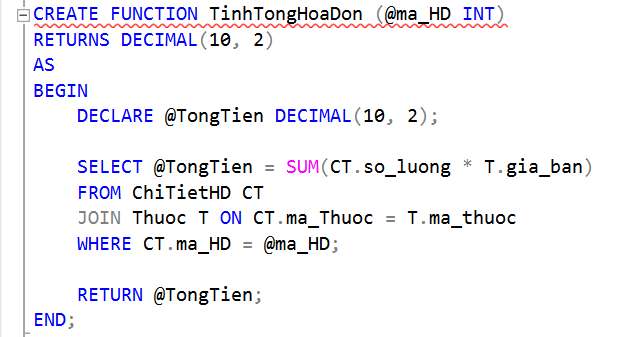 CREATE FUNCTION TinhTongHoaDon (@ma_HD INT)
RETURNS DECIMAL(10, 2)
AS
BEGIN
    DECLARE @TongTien DECIMAL(10, 2);

    SELECT @TongTien = SUM(CT.so_luong * T.gia_ban)
    FROM ChiTietHD CT
    JOIN Thuoc T ON CT.ma_Thuoc = T.ma_thuoc
    WHERE CT.ma_HD = @ma_HD;

    RETURN @TongTien;
END;